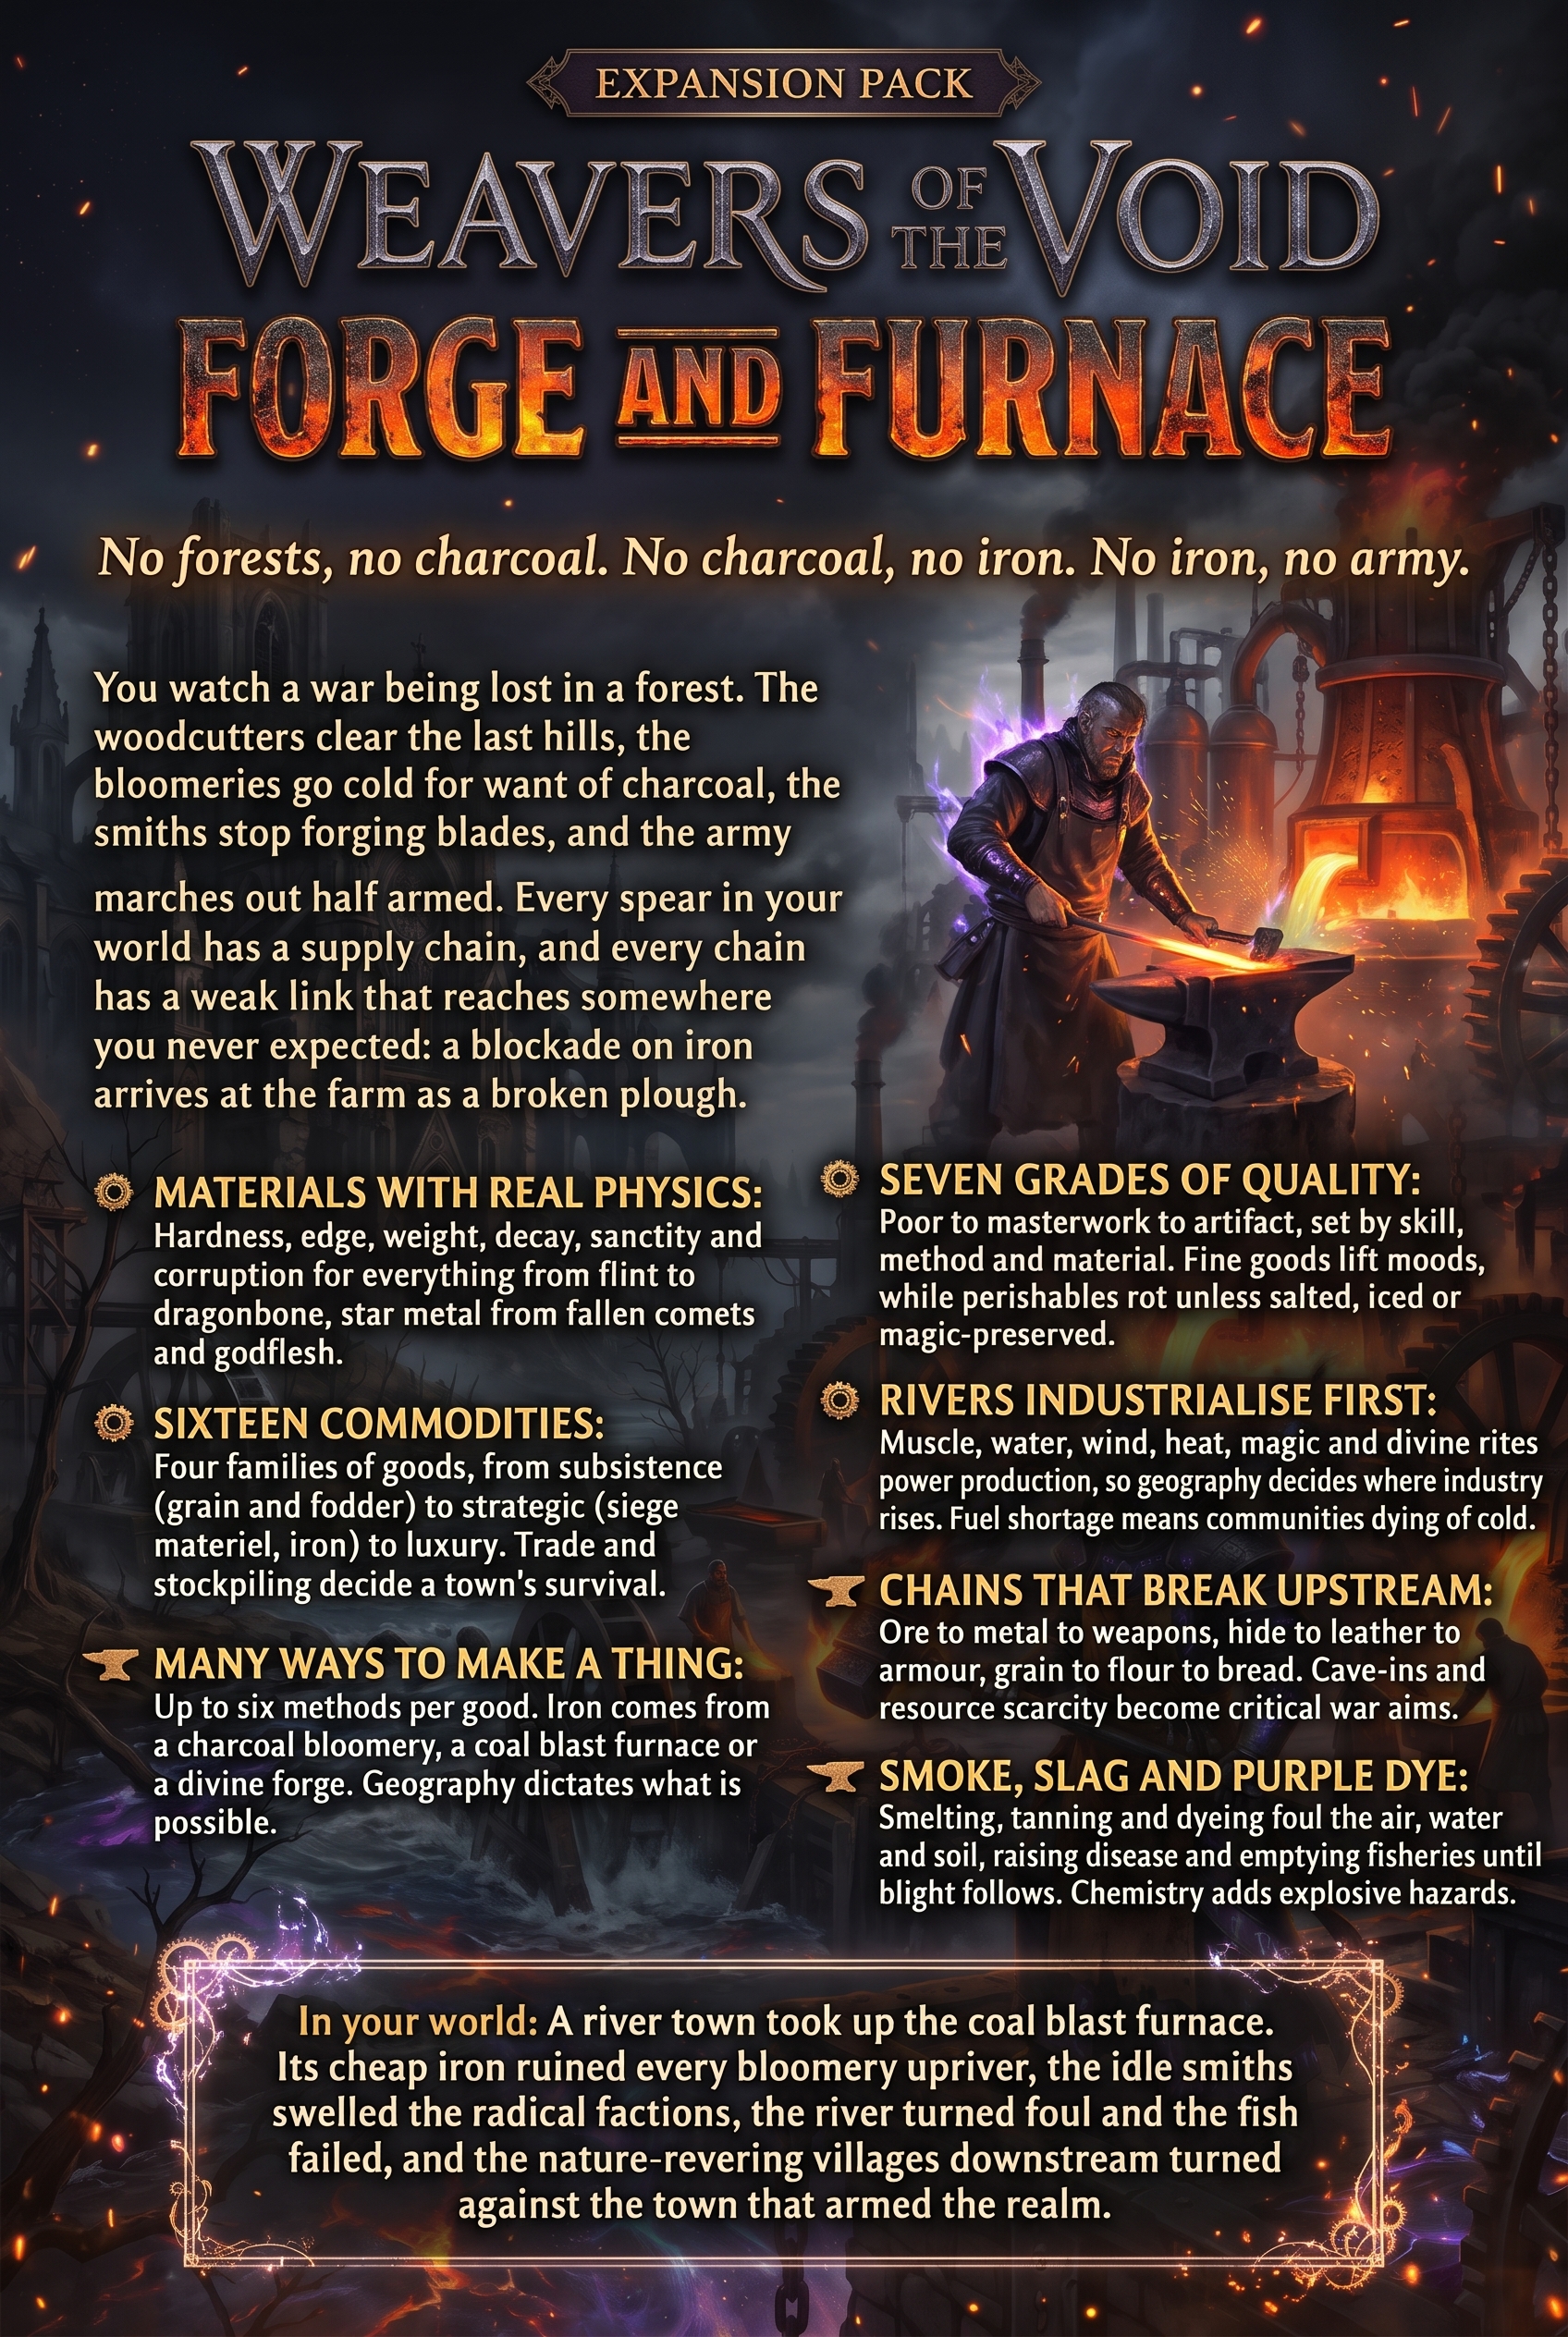 EXPANSION PACK
WEAVERS OF THE VOID
FORGE AND FURNACE
No forests, no charcoal. No charcoal, no iron. No iron, no army.
You watch a war being lost in a forest. The
woodcutters clear the last hills, the
bloomeries go cold for want of charcoal, the
smiths stop forging blades, and the army
marches out half armed. Every spear in your
world has a supply chain, and every chain
has a weak link that reaches somewhere
you never expected: a blockade on iron
arrives at the farm as a broken plough.
MATERIALS WITH REAL PHYSICS:
Hardness, edge, weight, decay, sanctity and
corruption for everything from flint to
dragonbone, star metal from fallen comets
and godflesh.
SIXTEEN COMMODITIES:
Four families of goods, from subsistence
(grain and fodder) to strategic (siege
materiel, iron) to luxury. Trade and
stockpiling decide a town's survival.
MANY WAYS TO MAKE A THING:
Up to six methods per good. Iron comes from
a charcoal bloomery, a coal blast furnace or
a divine forge. Geography dictates what is
possible.
SEVEN GRADES OF QUALITY:
Poor to masterwork to artifact, set by skill,
method and material. Fine goods lift moods,
while perishables rot unless salted, iced or
magic-preserved.
RIVERS INDUSTRIALISE FIRST:
Muscle, water, wind, heat, magic and divine rites
power production, so geography decides where industry
rises. Fuel shortage means communities dying of cold.
CHAINS THAT BREAK UPSTREAM:
Ore to metal to weapons, hide to leather to
armour, grain to flour to bread. Cave-ins and
resource scarcity become critical war aims.
SMOKE, SLAG AND PURPLE DYE:
Smelting, tanning and dyeing foul the air, water
and soil, raising disease and emptying fisheries until
blight follows. Chemistry adds explosive hazards.
In your world: A river town took up the coal blast furnace.
Its cheap iron ruined every bloomery upriver, the idle smiths
swelled the radical factions, the river turned foul and the fish
failed, and the nature-revering villages downstream turned
against the town that armed the realm.